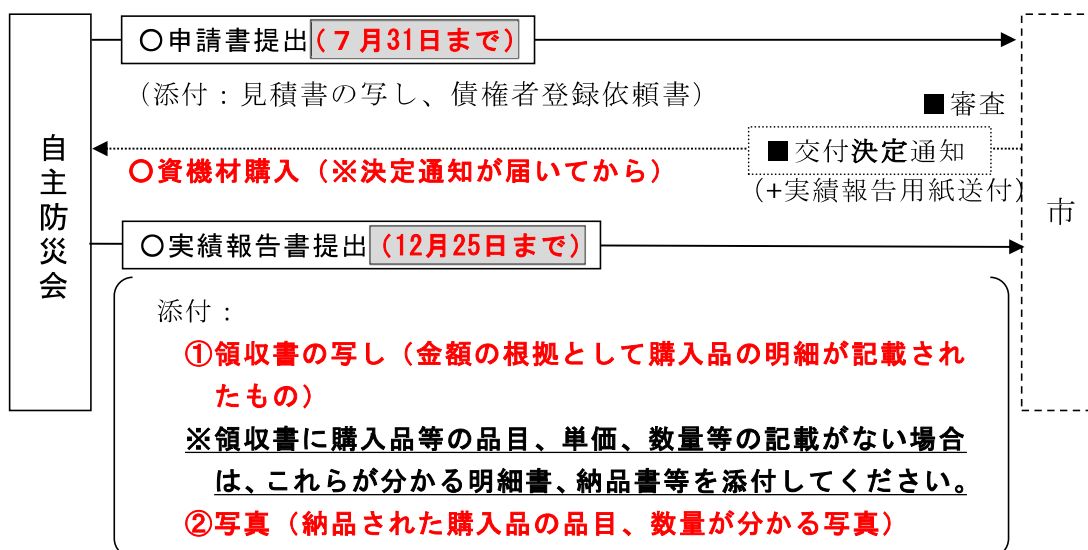 自主防災会
○申請書提出(7月31日まで)
(添付:見積書の写し、債権者登録依頼書)
■審査
■交付決定通知
○資機材購入(※決定通知が届いてから)
(+実績報告用紙送付)
市
○実績報告書提出(12月25日まで)
添付:
①領収書の写し(金額の根拠として購入品の明細が記載され
たもの)
※領収書に購入品等の品目、単価、数量等の記載がない場合
は、これらが分かる明細書、納品書等を添付してください。
②写真(納品された購入品の品目、数量が分かる写真)